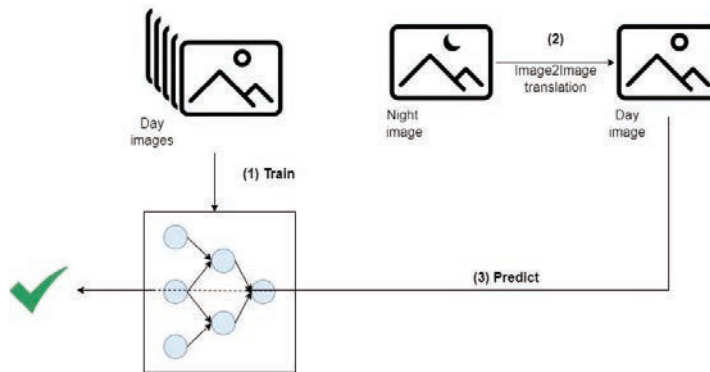 Day
images
(1) Train
Night
image
(2)
Image2Image
translation
Day
image
(3) Predict